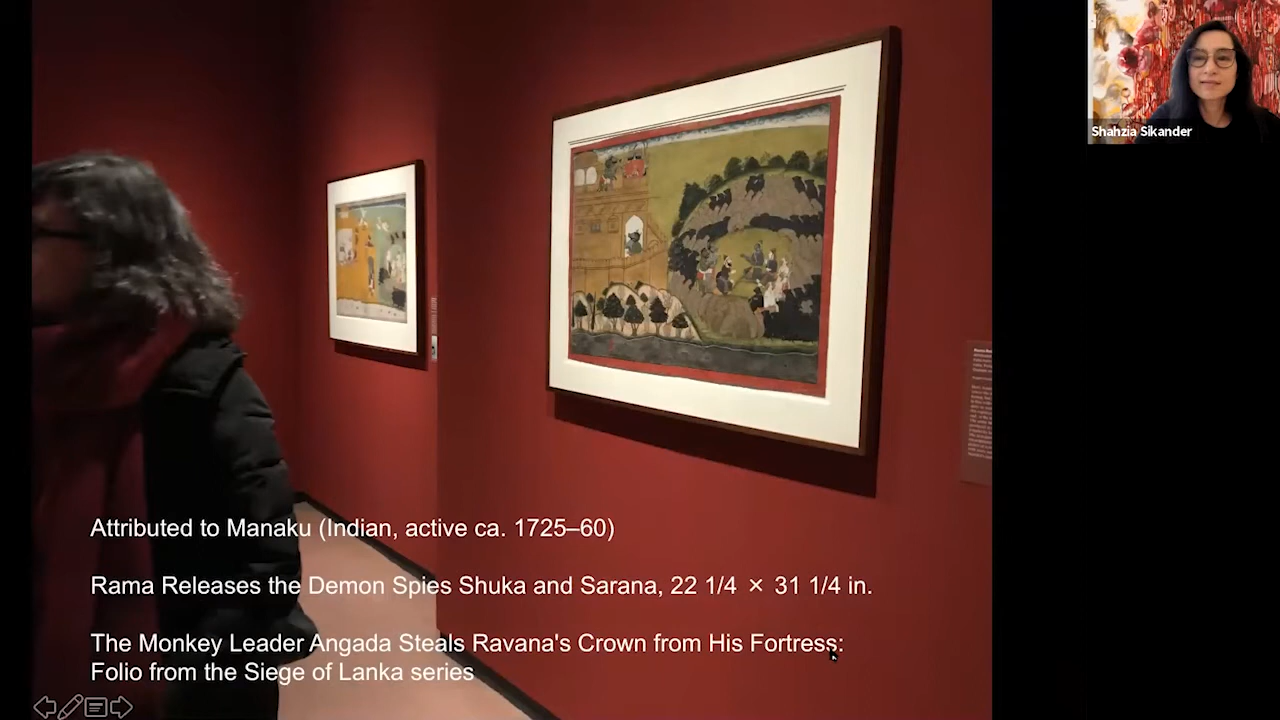 Shahzia Sikander
Attributed to Manaku (Indian, active ca. 1725–60)
Rama Releases the Demon Spies Shuka and Sarana, 22 1/4 × 31 1/4 in.
The Monkey Leader Angada Steals Ravana's Crown from His Fortress:
Folio from the Siege of Lanka series